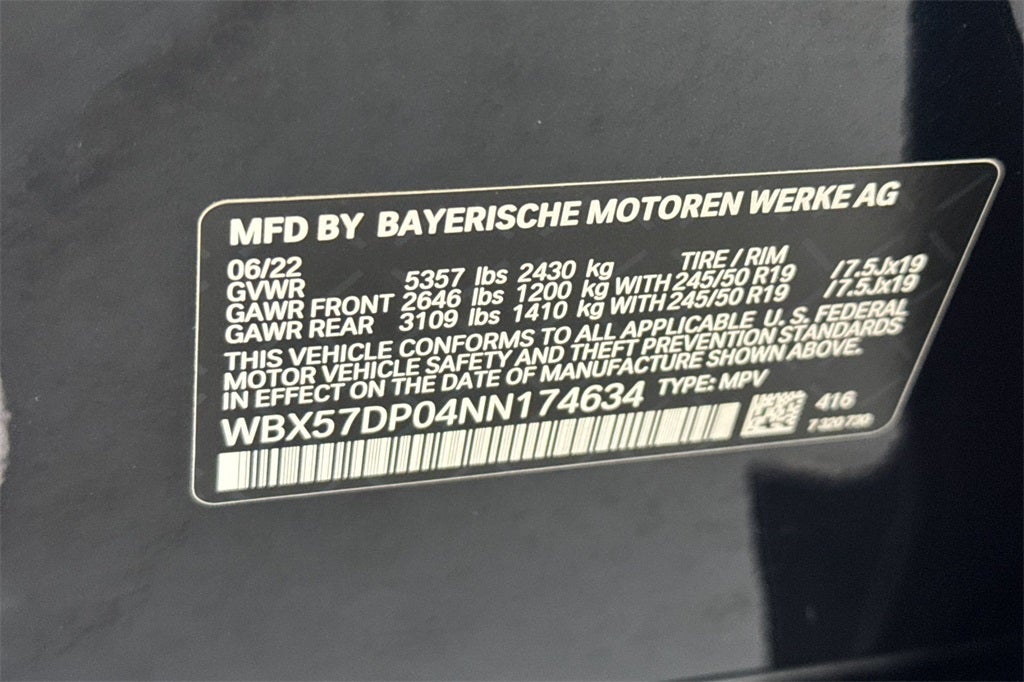 MFD BY BAYERISCHE MOTOREN WERKE AG
06/22 TIRE / RIM
GVWR 5357 lbs 2430 kg
GAWR FRONT 2646 lbs 1200 kg WITH 245/50 R19 / 7.5Jx19
GAWR REAR 3109 lbs 1410 kg WITH 245/50 R19 / 7.5Jx19
THIS VEHICLE CONFORMS TO ALL APPLICABLE U. S. FEDERAL
MOTOR VEHICLE SAFETY AND THEFT PREVENTION STANDARDS
IN EFFECT ON THE DATE OF MANUFACTURE SHOWN ABOVE.
WBX57DP04NN174634 TYPE: MPV
416
7 320 730